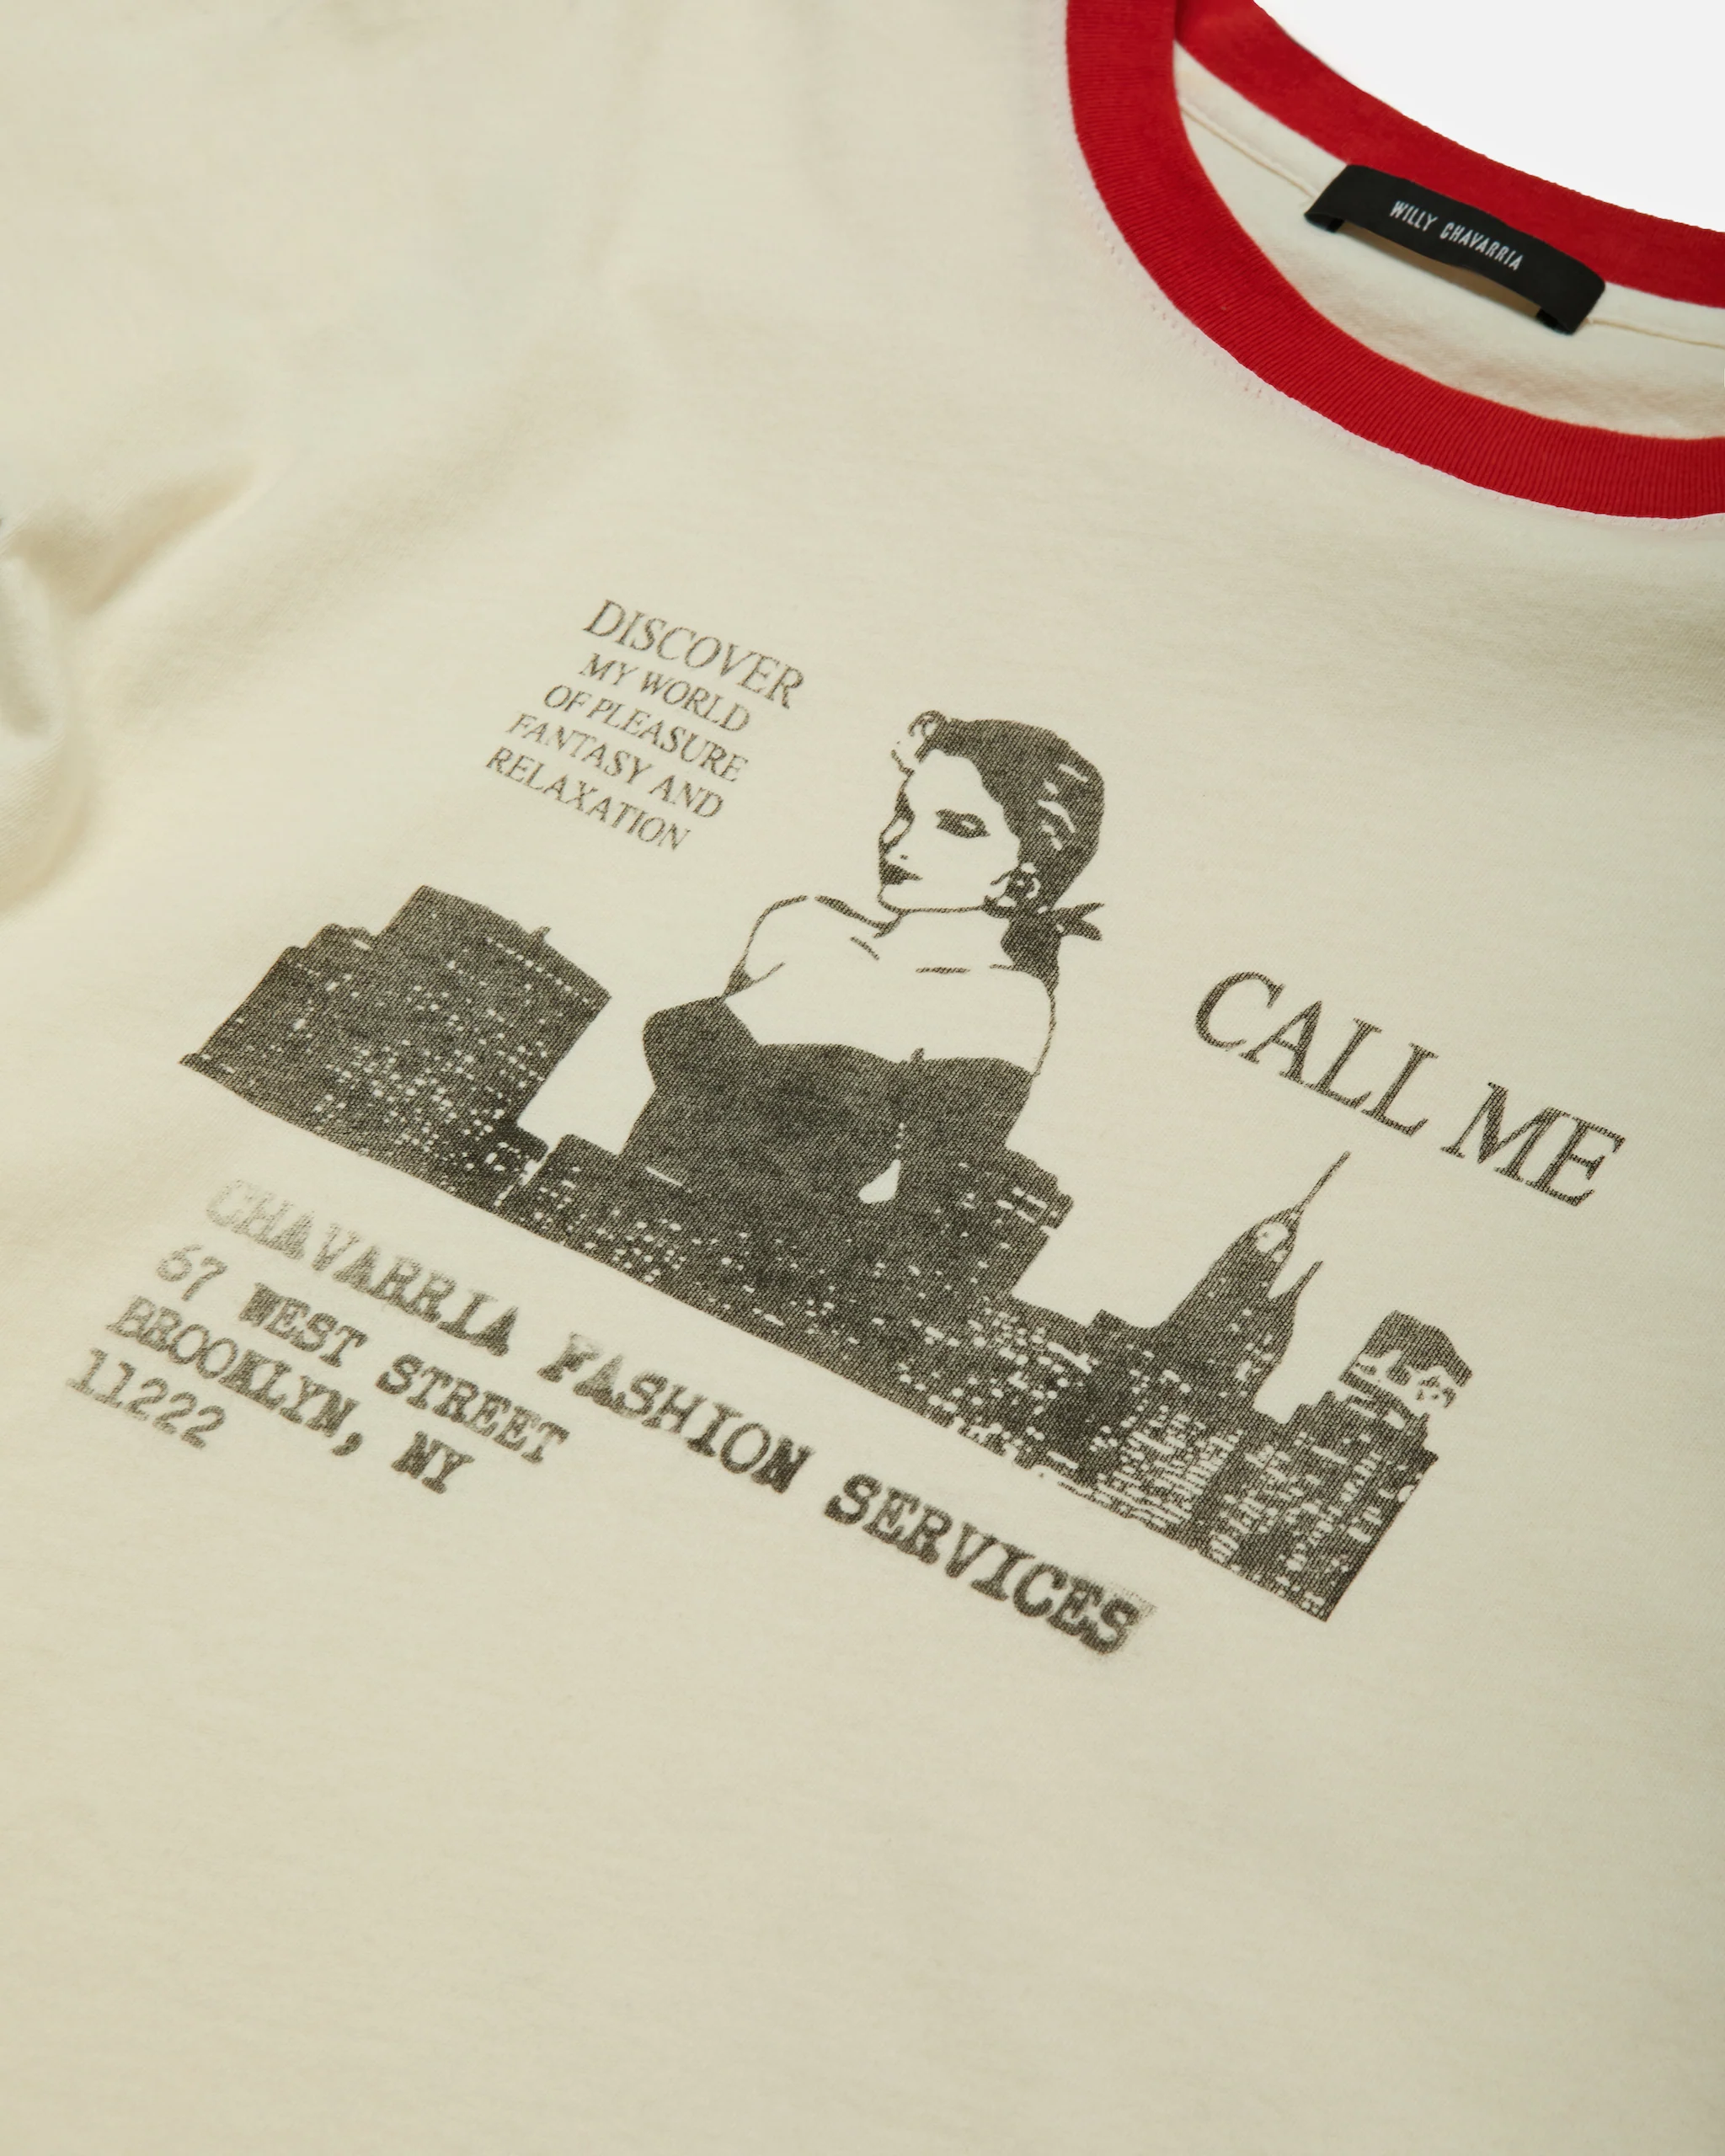 WILLY CHAVARRIA
DISCOVER
MY WORLD
OF PLEASURE
FANTASY AND
RELAXATION
CALL ME
CHAVARRIA FASHION SERVICES
67 WEST STREET
BROOKLYN, NY
11222